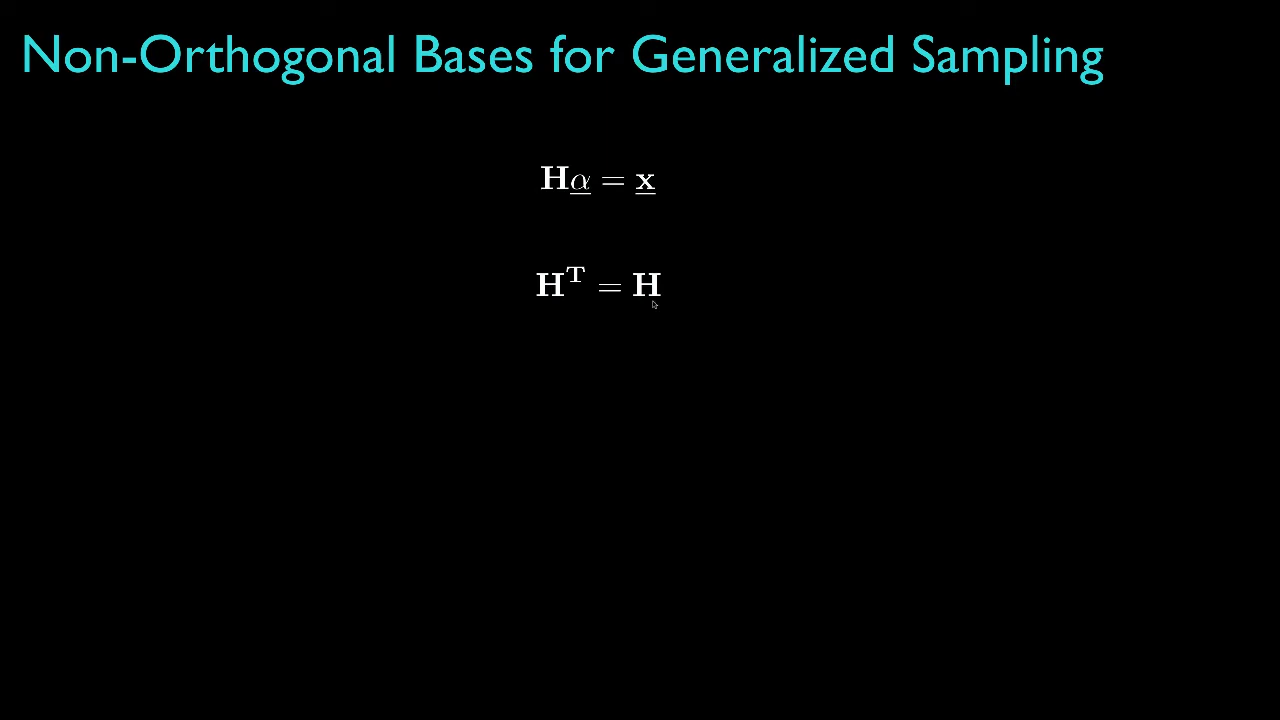 Non-Orthogonal Bases for Generalized Sampling
𝐇α̲ = 𝐱̲
𝐇ᵀ = 𝐇